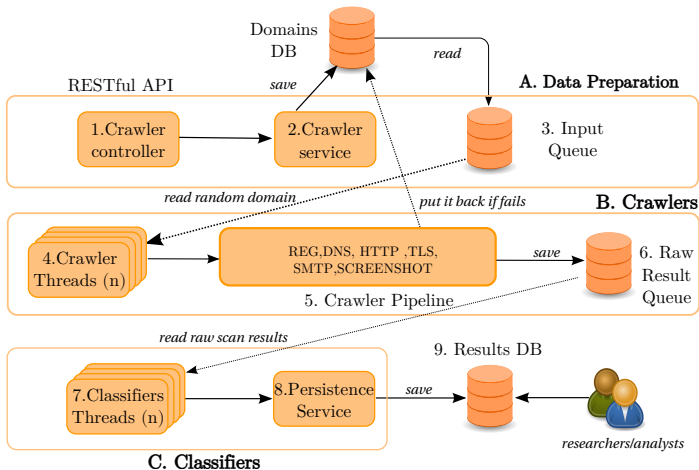 Domains
DB
read
RESTful API
save
A. Data Preparation
1.Crawler
controller
2.Crawler
service
3. Input
Queue
read random domain
put it back if fails
B. Crawlers
4.Crawler
Threads (n)
REG,DNS, HTTP ,TLS,
SMTP,SCREENSHOT
save
6. Raw
Result
Queue
5. Crawler Pipeline
read raw scan results
9. Results DB
7.Classifiers
Threads (n)
8.Persistence
Service
save
researchers/analysts
C. Classifiers